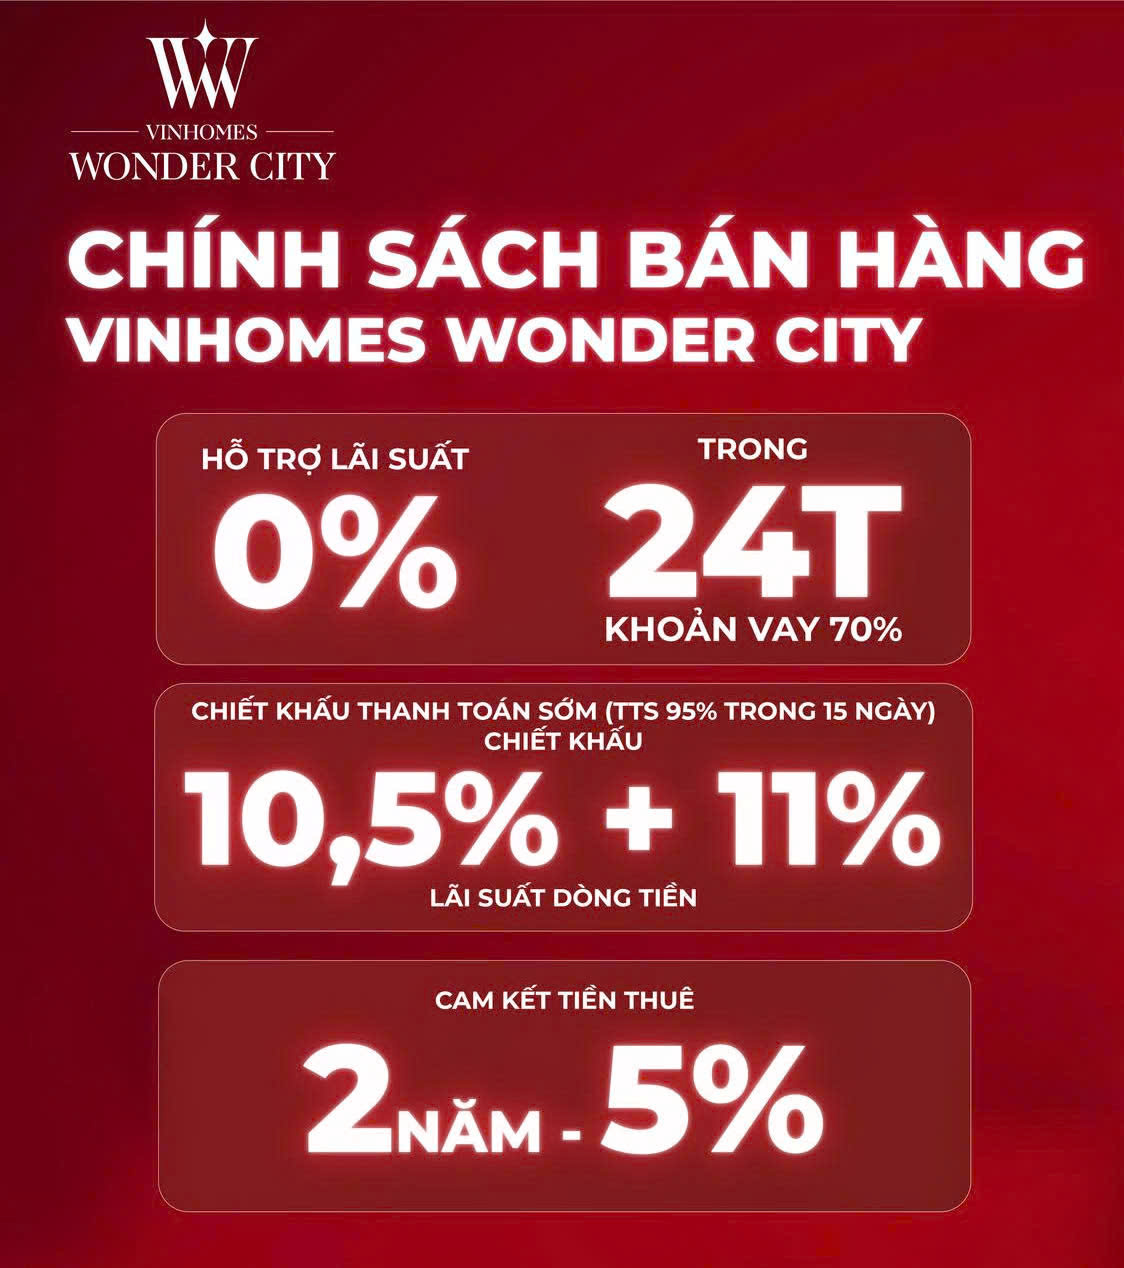 VINHOMES
WONDER CITY
CHÍNH SÁCH BÁN HÀNG
VINHOMES WONDER CITY
HỖ TRỢ LÃI SUẤT
0%
TRONG
24T
KHOẢN VAY 70%
CHIẾT KHẤU THANH TOÁN SỚM (TTS 95% TRONG 15 NGÀY)
CHIẾT KHẤU
10,5% + 11%
LÃI SUẤT DÒNG TIỀN
CAM KẾT TIỀN THUÊ
2 NĂM - 5%